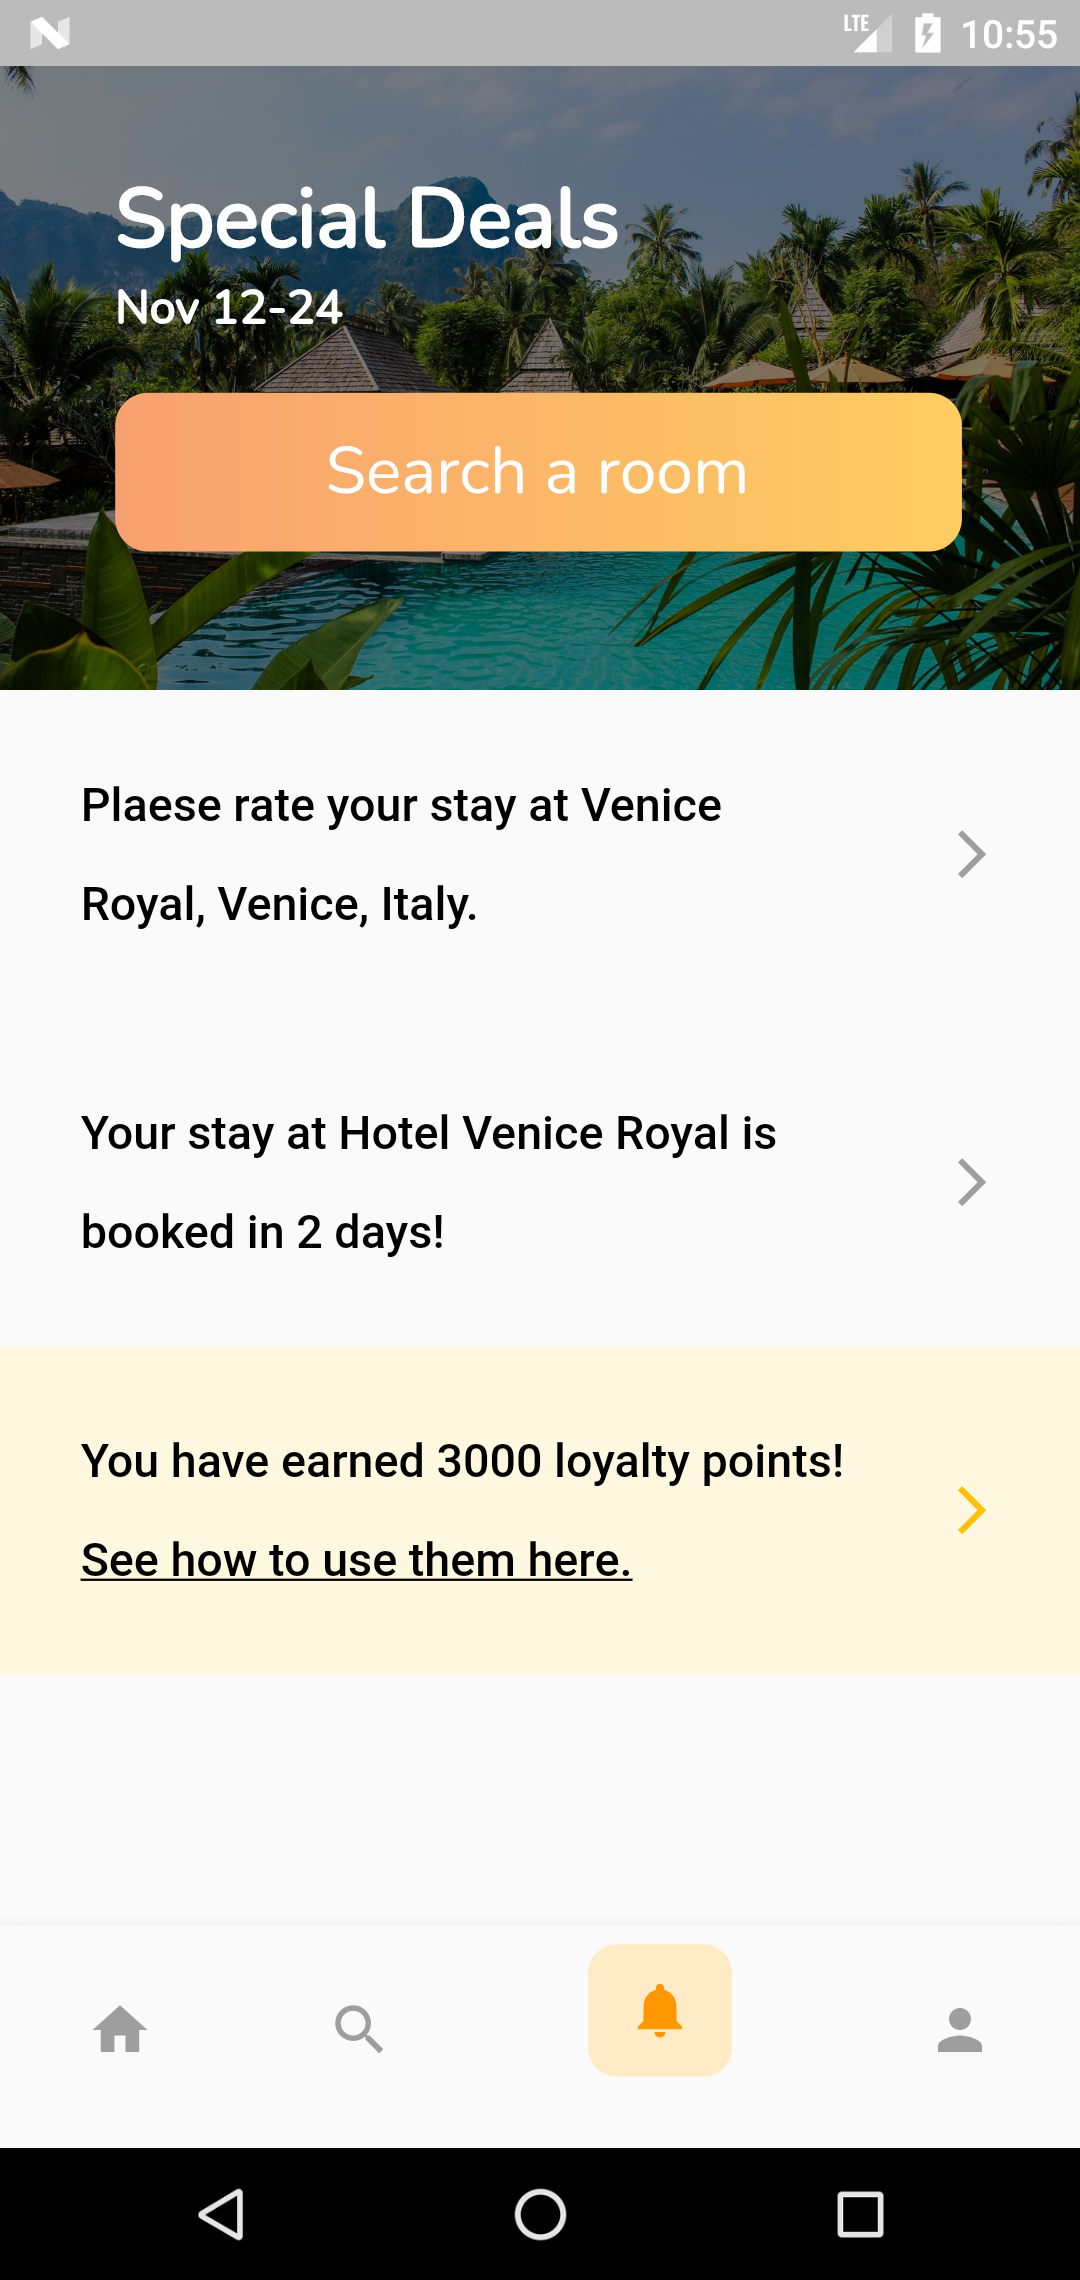 LTE 10:55
Special Deals
Nov 12-24
Search a room
Plaese rate your stay at Venice
Royal, Venice, Italy.
Your stay at Hotel Venice Royal is
booked in 2 days!
You have earned 3000 loyalty points!
See how to use them here.